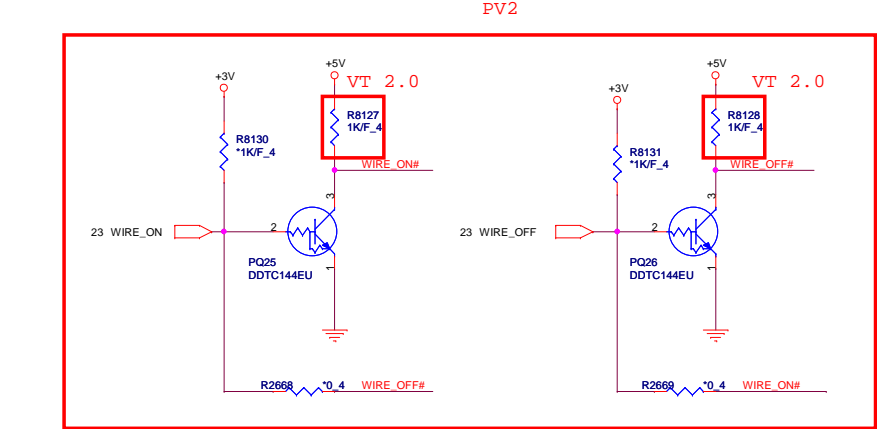 PV2
+3V
+5V
VT 2.0
R8130
*1K/F_4
R8127
1K/F_4
WIRE_ON#
3
23 WIRE_ON
2
PQ25
DDTC144EU
1
R2668
*0_4
WIRE_OFF#
+3V
+5V
VT 2.0
R8131
*1K/F_4
R8128
1K/F_4
WIRE_OFF#
3
23 WIRE_OFF
2
PQ26
DDTC144EU
1
R2669
*0_4
WIRE_ON#